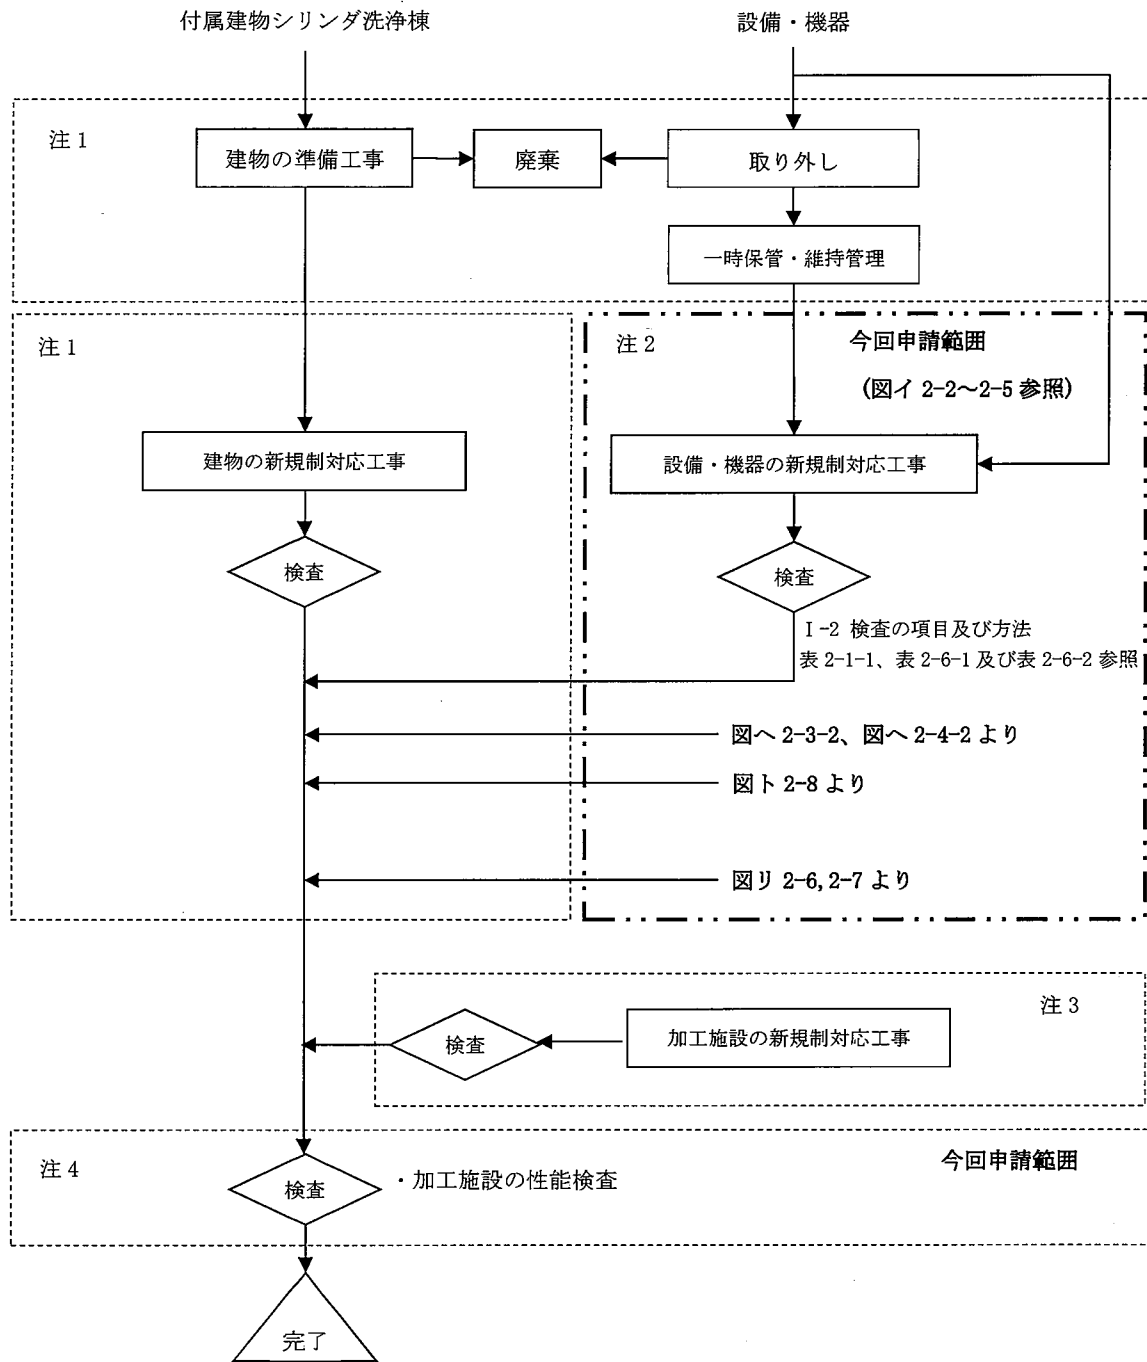 付属建物シリンダ洗浄棟
設備・機器
注1
建物の準備工事
廃棄
取り外し
一時保管・維持管理
注1
注2
今回申請範囲
(図イ 2-2～2-5 参照)
建物の新規制対応工事
設備・機器の新規制対応工事
検査
検査
Ⅰ-2 検査の項目及び方法
表 2-1-1、表 2-6-1 及び表 2-6-2 参照
図へ 2-3-2、図へ 2-4-2 より
図ト 2-8 より
図リ 2-6, 2-7 より
注3
検査
加工施設の新規制対応工事
注4
今回申請範囲
検査
・加工施設の性能検査
完了